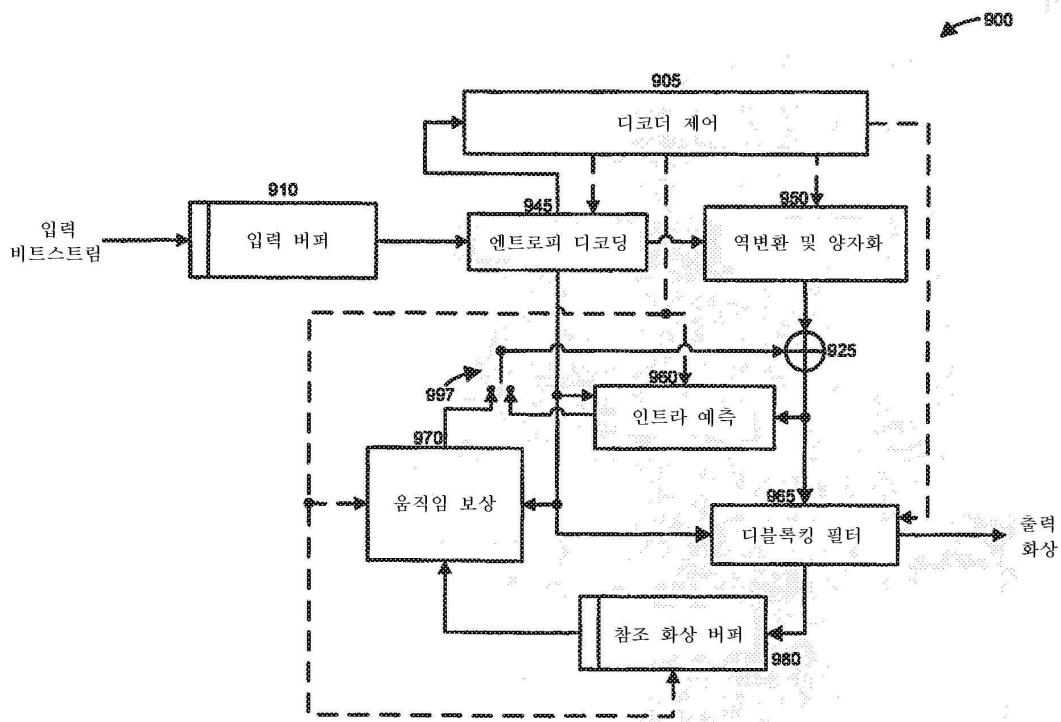 900
905
디코더 제어
910
입력
비트스트림
입력 버퍼
945
엔트로피 디코딩
950
역변환 및 양자화
925
997
960
인트라 예측
970
움직임 보상
965
디블록킹 필터
출력
화상
참조 화상 버퍼
980